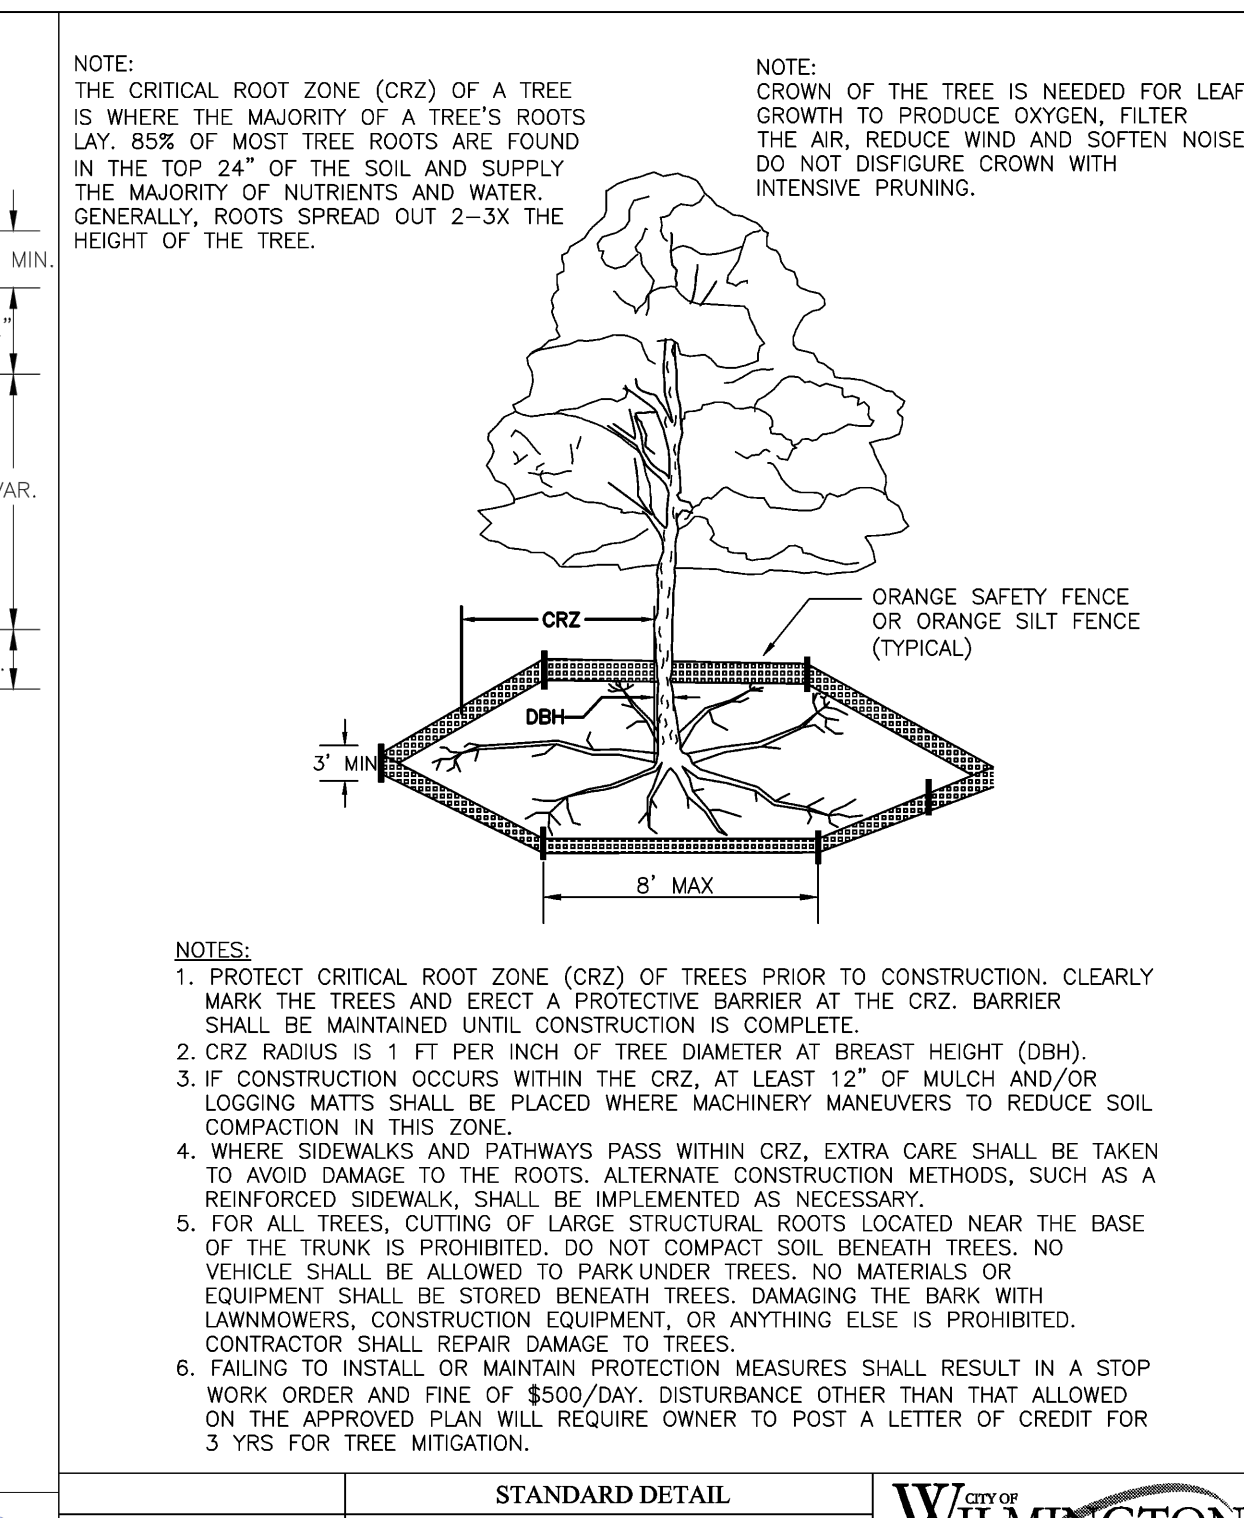 NOTE:
THE CRITICAL ROOT ZONE (CRZ) OF A TREE
IS WHERE THE MAJORITY OF A TREE'S ROOTS
LAY. 85% OF MOST TREE ROOTS ARE FOUND
IN THE TOP 24" OF THE SOIL AND SUPPLY
THE MAJORITY OF NUTRIENTS AND WATER.
GENERALLY, ROOTS SPREAD OUT 2-3X THE
HEIGHT OF THE TREE.
NOTE:
CROWN OF THE TREE IS NEEDED FOR LEAF
GROWTH TO PRODUCE OXYGEN, FILTER
THE AIR, REDUCE WIND AND SOFTEN NOISE
DO NOT DISFIGURE CROWN WITH
INTENSIVE PRUNING.
MIN.
"
VAR.
CRZ
ORANGE SAFETY FENCE
OR ORANGE SILT FENCE
(TYPICAL)
DBH
3' MIN
8' MAX
NOTES:
1. PROTECT CRITICAL ROOT ZONE (CRZ) OF TREES PRIOR TO CONSTRUCTION. CLEARLY
MARK THE TREES AND ERECT A PROTECTIVE BARRIER AT THE CRZ. BARRIER
SHALL BE MAINTAINED UNTIL CONSTRUCTION IS COMPLETE.
2. CRZ RADIUS IS 1 FT PER INCH OF TREE DIAMETER AT BREAST HEIGHT (DBH).
3. IF CONSTRUCTION OCCURS WITHIN THE CRZ, AT LEAST 12" OF MULCH AND/OR
LOGGING MATTS SHALL BE PLACED WHERE MACHINERY MANEUVERS TO REDUCE SOIL
COMPACTION IN THIS ZONE.
4. WHERE SIDEWALKS AND PATHWAYS PASS WITHIN CRZ, EXTRA CARE SHALL BE TAKEN
TO AVOID DAMAGE TO THE ROOTS. ALTERNATE CONSTRUCTION METHODS, SUCH AS A
REINFORCED SIDEWALK, SHALL BE IMPLEMENTED AS NECESSARY.
5. FOR ALL TREES, CUTTING OF LARGE STRUCTURAL ROOTS LOCATED NEAR THE BASE
OF THE TRUNK IS PROHIBITED. DO NOT COMPACT SOIL BENEATH TREES. NO
VEHICLE SHALL BE ALLOWED TO PARK UNDER TREES. NO MATERIALS OR
EQUIPMENT SHALL BE STORED BENEATH TREES. DAMAGING THE BARK WITH
LAWNMOWERS, CONSTRUCTION EQUIPMENT, OR ANYTHING ELSE IS PROHIBITED.
CONTRACTOR SHALL REPAIR DAMAGE TO TREES.
6. FAILING TO INSTALL OR MAINTAIN PROTECTION MEASURES SHALL RESULT IN A STOP
WORK ORDER AND FINE OF $500/DAY. DISTURBANCE OTHER THAN THAT ALLOWED
ON THE APPROVED PLAN WILL REQUIRE OWNER TO POST A LETTER OF CREDIT FOR
3 YRS FOR TREE MITIGATION.
STANDARD DETAIL
CITY OF
WILMINGTON